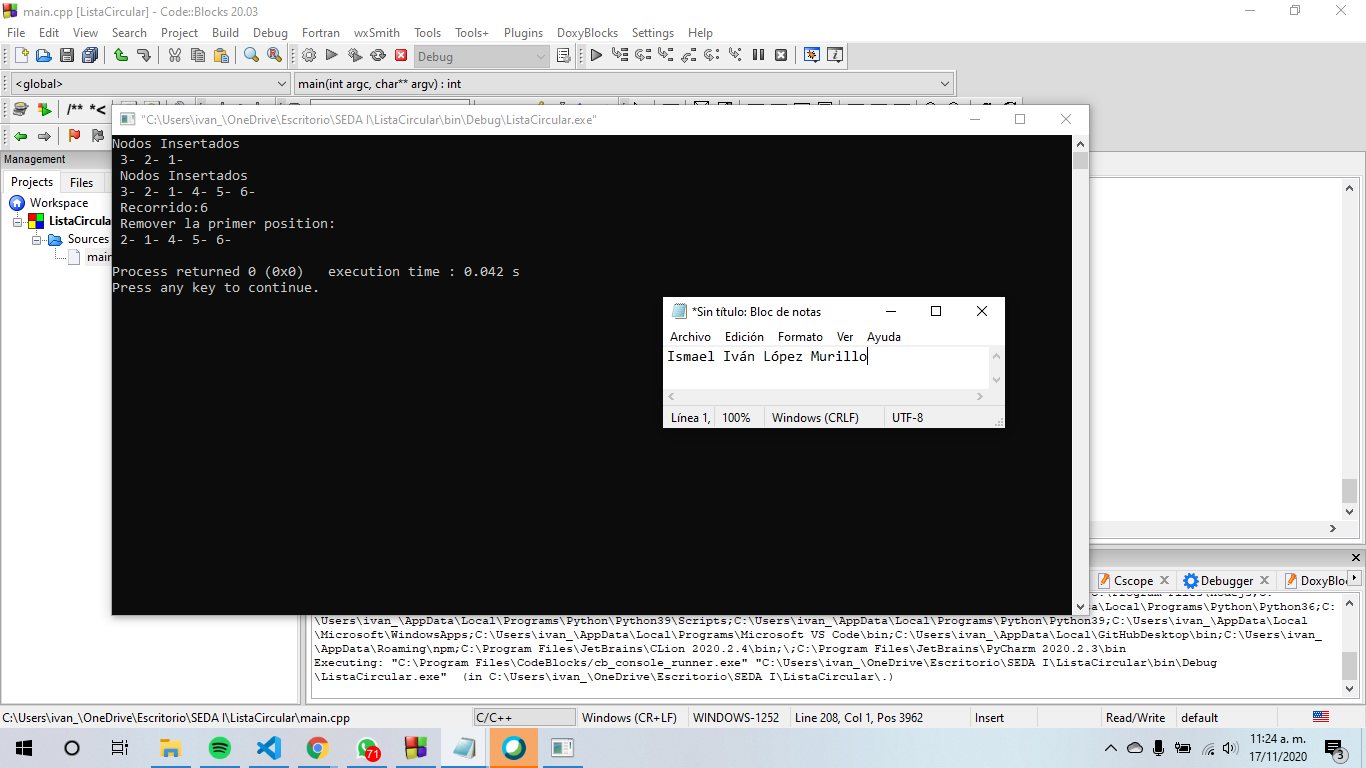 main.cpp [ListaCircular] - Code::Blocks 20.03
File Edit View Search Project Build Debug Fortran wxSmith Tools Tools+ Plugins DoxyBlocks Settings Help
Debug
<global> main(int argc, char** argv) : int
/** *<
"C:\Users\ivan_\OneDrive\Escritorio\SEDA I\ListaCircular\bin\Debug\ListaCircular.exe"
Management
Projects Files
Workspace
ListaCircula
Sources
main
Nodos Insertados
3- 2- 1-
Nodos Insertados
3- 2- 1- 4- 5- 6-
Recorrido:6
Remover la primer position:
2- 1- 4- 5- 6-
Process returned 0 (0x0) execution time : 0.042 s
Press any key to continue.
*Sin título: Bloc de notas
Archivo Edición Formato Ver Ayuda
Ismael Iván López Murillo
Línea 1, 100% Windows (CRLF) UTF-8
Cscope Debugger DoxyBlo
ta\Local\Programs\Python\Python36;C:
\Users\ivan_\AppData\Local\Programs\Python\Python39\Scripts;C:\Users\ivan_\AppData\Local\Programs\Python\Python39;C:\Users\ivan_\AppData\Local
\Microsoft\WindowsApps;C:\Users\ivan_\AppData\Local\Programs\Microsoft VS Code\bin;C:\Users\ivan_\AppData\Local\GitHubDesktop\bin;C:\Users\ivan_
\AppData\Roaming\npm;C:\Program Files\JetBrains\CLion 2020.2.4\bin;\;C:\Program Files\JetBrains\PyCharm 2020.2.3\bin
Executing: "C:\Program Files\CodeBlocks/cb_console_runner.exe" "C:\Users\ivan_\OneDrive\Escritorio\SEDA I\ListaCircular\bin\Debug
\ListaCircular.exe" (in C:\Users\ivan_\OneDrive\Escritorio\SEDA I\ListaCircular\.)
C:\Users\ivan_\OneDrive\Escritorio\SEDA I\ListaCircular\main.cpp C/C++ Windows (CR+LF) WINDOWS-1252 Line 208, Col 1, Pos 3962 Insert Read/Write default
71
11:24 a. m.
17/11/2020
3